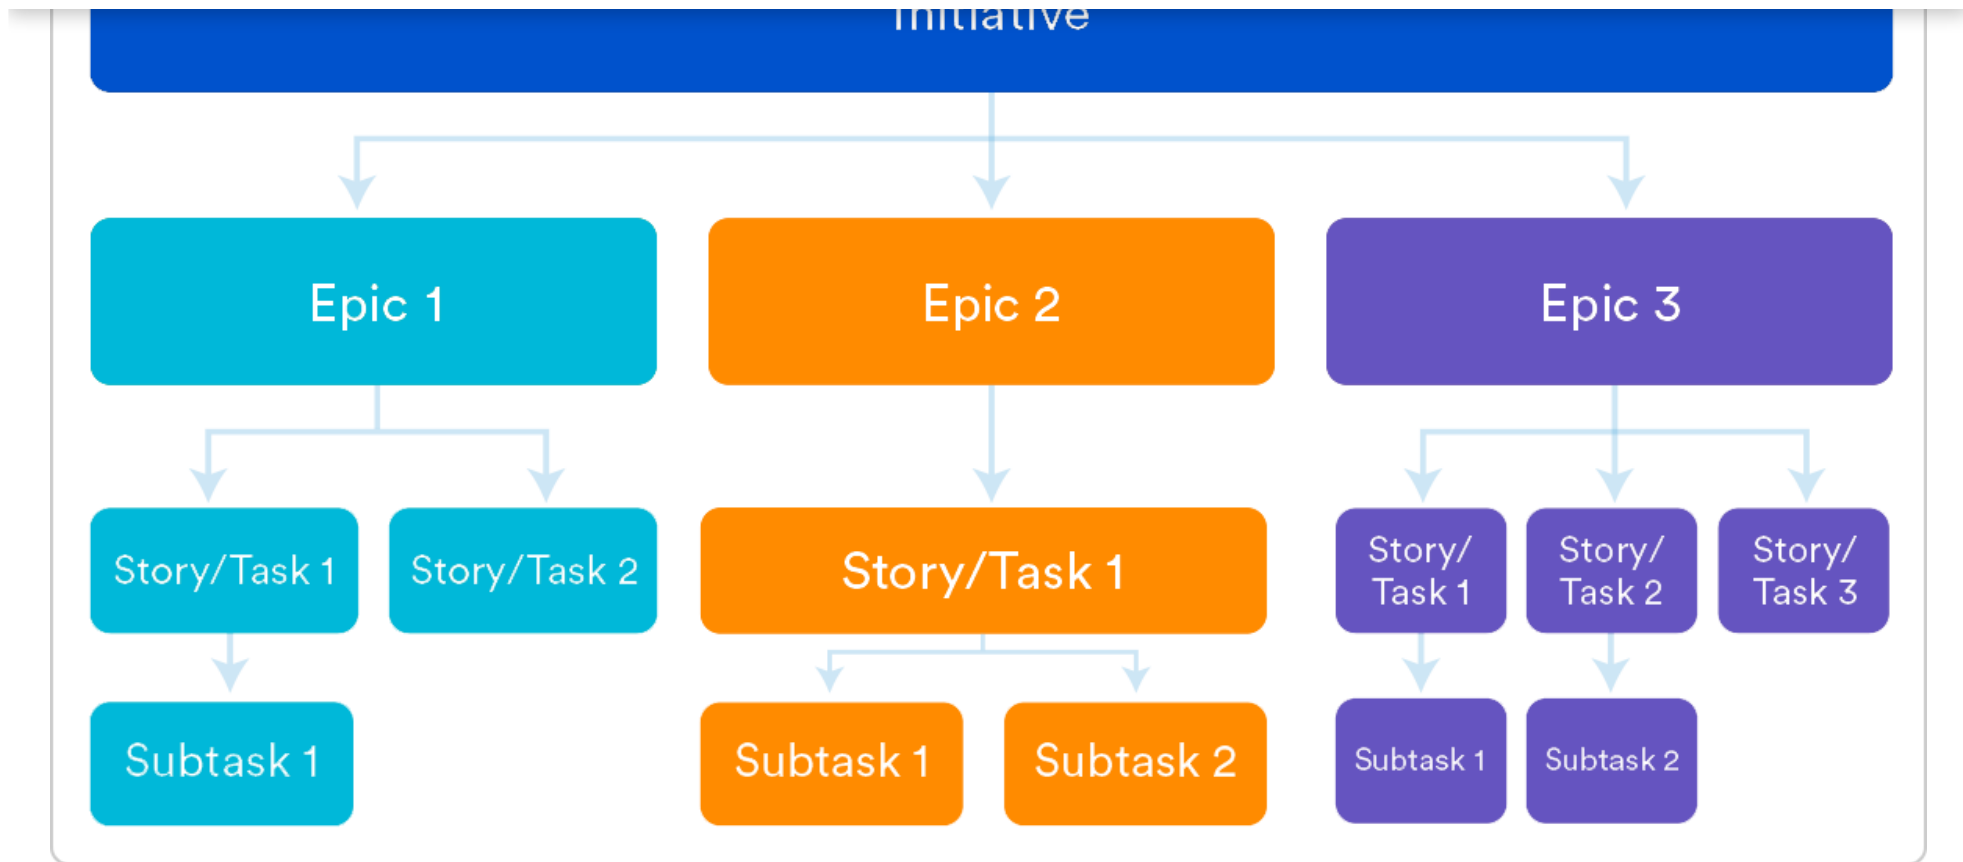 Initiative
Epic 1
Epic 2
Epic 3
Story/Task 1
Story/Task 2
Story/Task 1
Story/
Task 1
Story/
Task 2
Story/
Task 3
Subtask 1
Subtask 1
Subtask 2
Subtask 1
Subtask 2